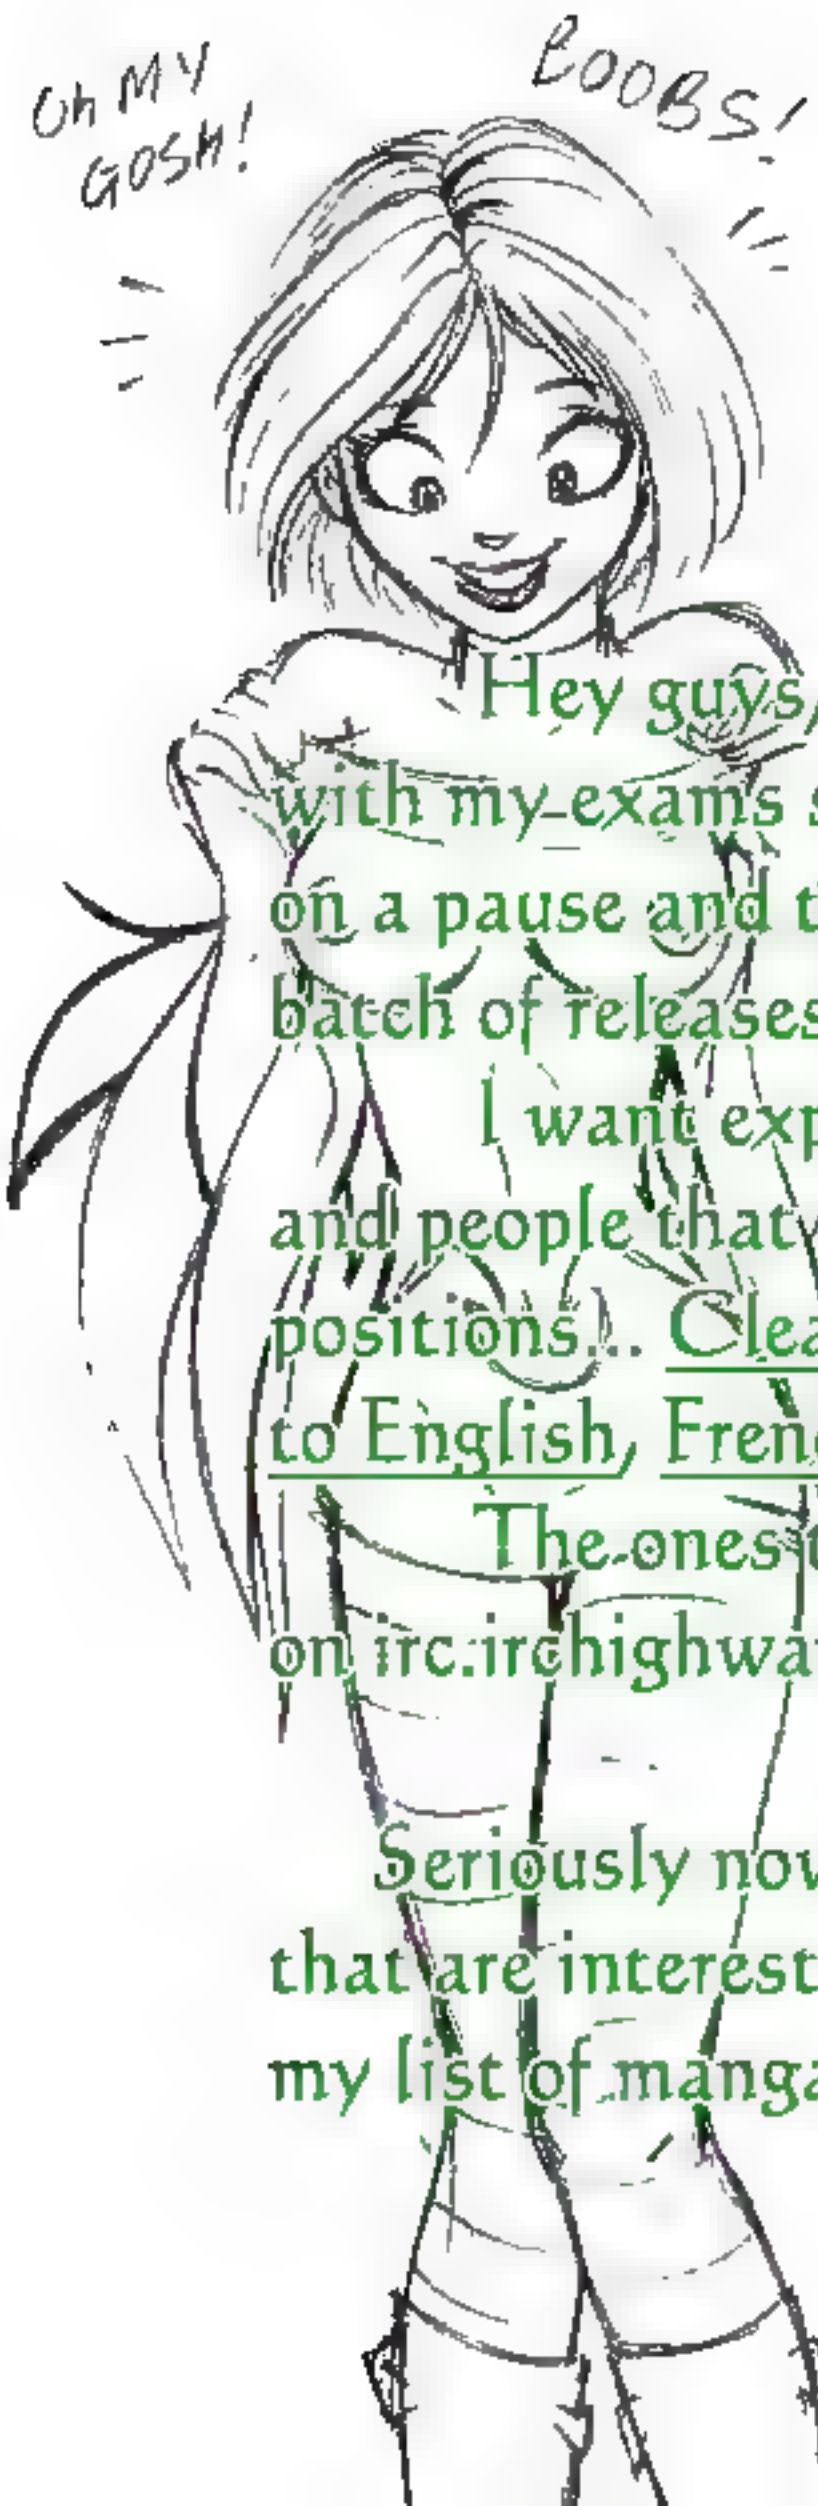 Oh MY
GOSH!
BOOBS!
Hey guys,
with my exams s
on a pause and t
batch of releases
I want exp
and people that
positions... Clea
to English, Fren
The ones t
on irc.irchighwa
Seriously now
that are interest
my list of manga